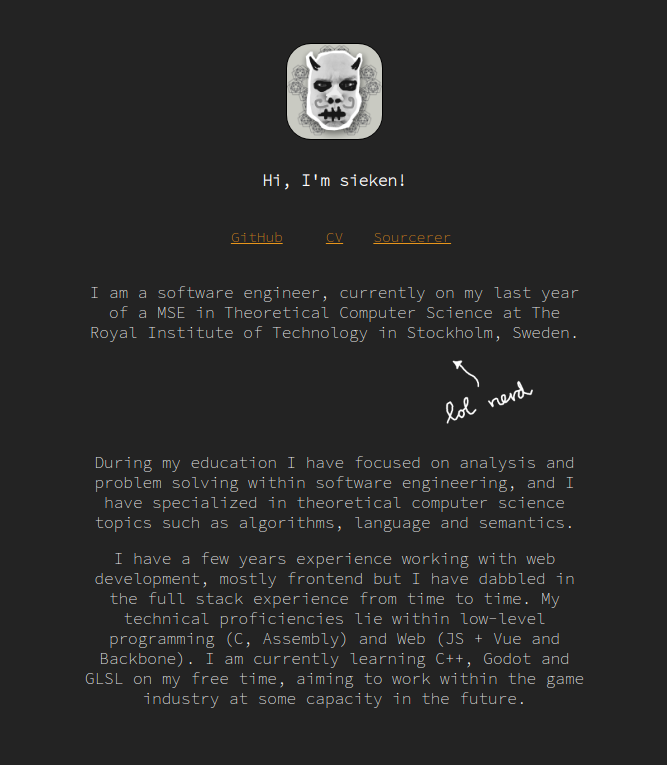 Hi, I'm sieken!
GitHub CV Sourcerer
I am a software engineer, currently on my last year
of a MSE in Theoretical Computer Science at The
Royal Institute of Technology in Stockholm, Sweden.
lol nerd
During my education I have focused on analysis and
problem solving within software engineering, and I
have specialized in theoretical computer science
topics such as algorithms, language and semantics.
I have a few years experience working with web
development, mostly frontend but I have dabbled in
the full stack experience from time to time. My
technical proficiencies lie within low-level
programming (C, Assembly) and Web (JS + Vue and
Backbone). I am currently learning C++, Godot and
GLSL on my free time, aiming to work within the game
industry at some capacity in the future.